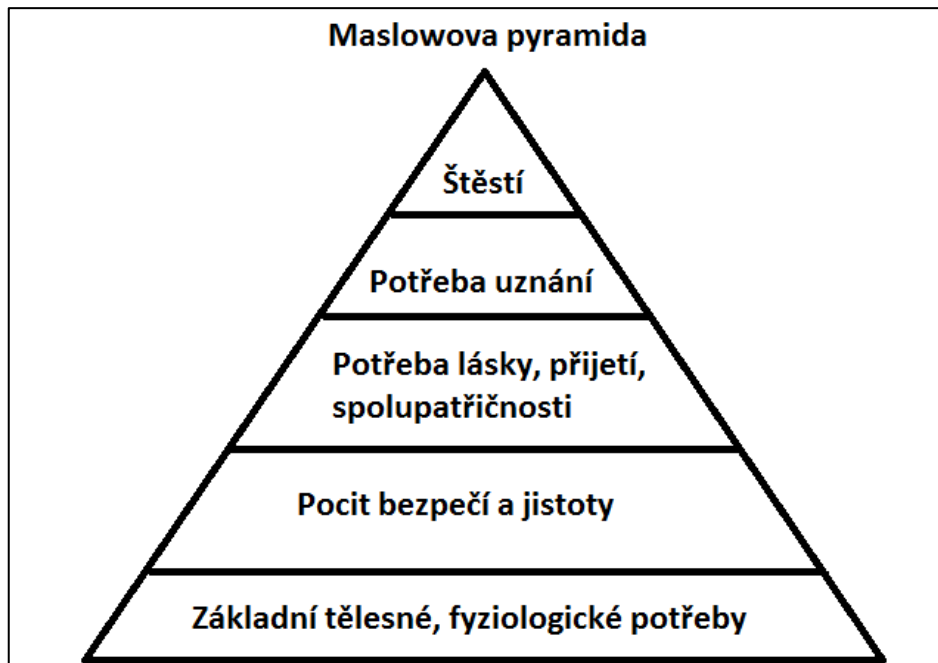 Maslowova pyramida
Štěstí
Potřeba uznání
Potřeba lásky, přijetí,
spolupatřičnosti
Pocit bezpečí a jistoty
Základní tělesné, fyziologické potřeby